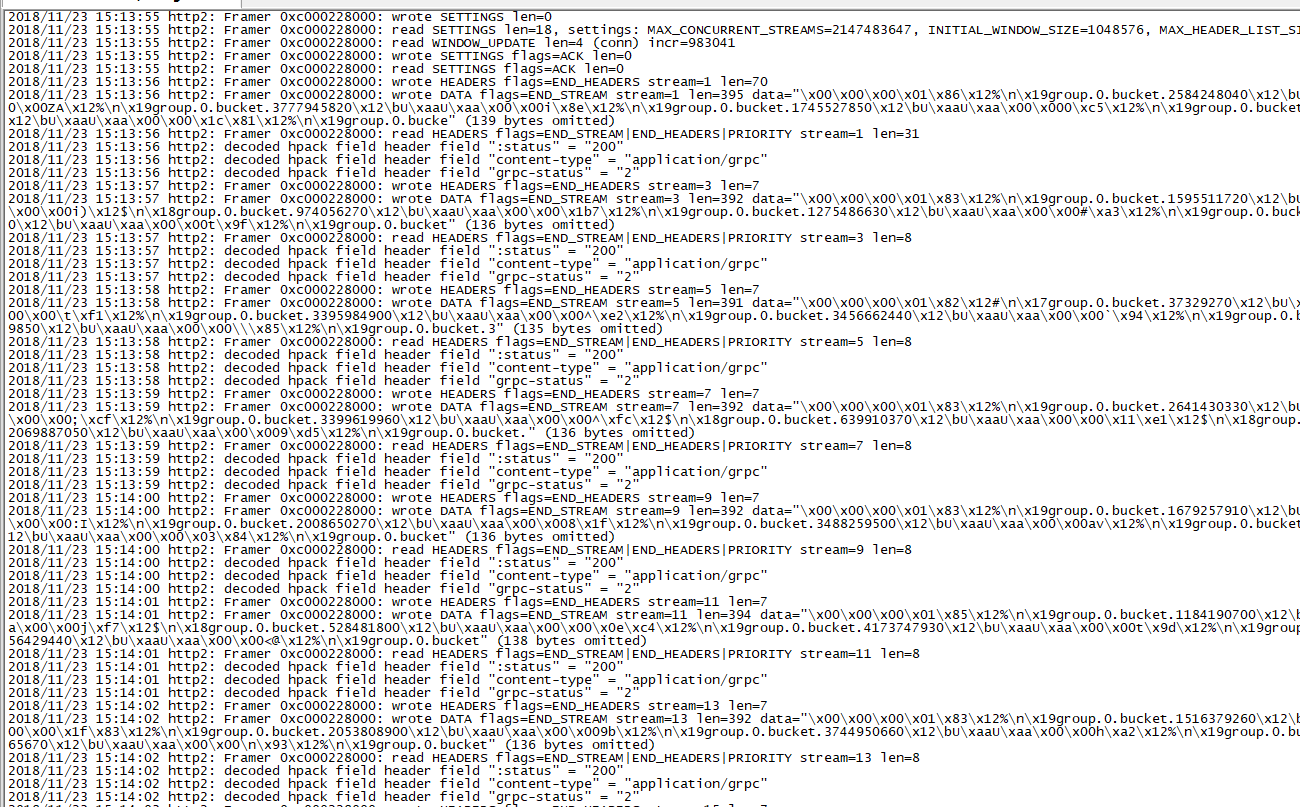 2018/11/23 15:13:55 http2: Framer 0xc000228000: wrote SETTINGS len=0
2018/11/23 15:13:55 http2: Framer 0xc000228000: read SETTINGS len=18, settings: MAX_CONCURRENT_STREAMS=2147483647, INITIAL_WINDOW_SIZE=1048576, MAX_HEADER_LIST_SI
2018/11/23 15:13:55 http2: Framer 0xc000228000: read WINDOW_UPDATE len=4 (conn) incr=983041
2018/11/23 15:13:55 http2: Framer 0xc000228000: wrote SETTINGS flags=ACK len=0
2018/11/23 15:13:55 http2: Framer 0xc000228000: read SETTINGS flags=ACK len=0
2018/11/23 15:13:56 http2: Framer 0xc000228000: wrote HEADERS flags=END_HEADERS stream=1 len=70
2018/11/23 15:13:56 http2: Framer 0xc000228000: wrote DATA flags=END_STREAM stream=1 len=395 data="\x00\x00\x00\x01\x86\x12%\n\x19group.0.bucket.2584248040\x12\bU
0\x00ZA\x12%\n\x19group.0.bucket.3777945820\x12\bU\xaaU\xaa\x00\x00i\x8e\x12%\n\x19group.0.bucket.1745527850\x12\bU\xaaU\xaa\x00\x000\xc5\x12%\n\x19group.0.bucket
x12\bU\xaaU\xaa\x00\x00\x1c\x81\x12%\n\x19group.0.bucke" (139 bytes omitted)
2018/11/23 15:13:56 http2: Framer 0xc000228000: read HEADERS flags=END_STREAM|END_HEADERS|PRIORITY stream=1 len=31
2018/11/23 15:13:56 http2: decoded hpack field header field ":status" = "200"
2018/11/23 15:13:56 http2: decoded hpack field header field "content-type" = "application/grpc"
2018/11/23 15:13:56 http2: decoded hpack field header field "grpc-status" = "2"
2018/11/23 15:13:57 http2: Framer 0xc000228000: wrote HEADERS flags=END_HEADERS stream=3 len=7
2018/11/23 15:13:57 http2: Framer 0xc000228000: wrote DATA flags=END_STREAM stream=3 len=392 data="\x00\x00\x00\x01\x83\x12%\n\x19group.0.bucket.1595511720\x12\bU
\x00\x00i)\x12$\n\x18group.0.bucket.974056270\x12\bU\xaaU\xaa\x00\x00\x1b7\x12%\n\x19group.0.bucket.1275486630\x12\bU\xaaU\xaa\x00\x00#\xa3\x12%\n\x19group.0.buck
0\x12\bU\xaaU\xaa\x00\x00t\x9f\x12%\n\x19group.0.bucket" (136 bytes omitted)
2018/11/23 15:13:57 http2: Framer 0xc000228000: read HEADERS flags=END_STREAM|END_HEADERS|PRIORITY stream=3 len=8
2018/11/23 15:13:57 http2: decoded hpack field header field ":status" = "200"
2018/11/23 15:13:57 http2: decoded hpack field header field "content-type" = "application/grpc"
2018/11/23 15:13:57 http2: decoded hpack field header field "grpc-status" = "2"
2018/11/23 15:13:58 http2: Framer 0xc000228000: wrote HEADERS flags=END_HEADERS stream=5 len=7
2018/11/23 15:13:58 http2: Framer 0xc000228000: wrote DATA flags=END_STREAM stream=5 len=391 data="\x00\x00\x00\x01\x82\x12#\n\x17group.0.bucket.37329270\x12\bU\x
00\x00\t\xf1\x12%\n\x19group.0.bucket.3395984900\x12\bU\xaaU\xaa\x00\x00^\xe2\x12%\n\x19group.0.bucket.3456662440\x12\bU\xaaU\xaa\x00\x00`\x94\x12%\n\x19group.0.b
9850\x12\bU\xaaU\xaa\x00\x00\\\x85\x12%\n\x19group.0.bucket.3" (135 bytes omitted)
2018/11/23 15:13:58 http2: Framer 0xc000228000: read HEADERS flags=END_STREAM|END_HEADERS|PRIORITY stream=5 len=8
2018/11/23 15:13:58 http2: decoded hpack field header field ":status" = "200"
2018/11/23 15:13:58 http2: decoded hpack field header field "content-type" = "application/grpc"
2018/11/23 15:13:58 http2: decoded hpack field header field "grpc-status" = "2"
2018/11/23 15:13:59 http2: Framer 0xc000228000: wrote HEADERS flags=END_HEADERS stream=7 len=7
2018/11/23 15:13:59 http2: Framer 0xc000228000: wrote DATA flags=END_STREAM stream=7 len=392 data="\x00\x00\x00\x01\x83\x12%\n\x19group.0.bucket.2641430330\x12\bU
\x00\x00;\xcf\x12%\n\x19group.0.bucket.3399619960\x12\bU\xaaU\xaa\x00\x00^\xfc\x12$\n\x18group.0.bucket.639910370\x12\bU\xaaU\xaa\x00\x00\x11\xe1\x12$\n\x18group.
2069887050\x12\bU\xaaU\xaa\x00\x009\xd5\x12%\n\x19group.0.bucket." (136 bytes omitted)
2018/11/23 15:13:59 http2: Framer 0xc000228000: read HEADERS flags=END_STREAM|END_HEADERS|PRIORITY stream=7 len=8
2018/11/23 15:13:59 http2: decoded hpack field header field ":status" = "200"
2018/11/23 15:13:59 http2: decoded hpack field header field "content-type" = "application/grpc"
2018/11/23 15:13:59 http2: decoded hpack field header field "grpc-status" = "2"
2018/11/23 15:14:00 http2: Framer 0xc000228000: wrote HEADERS flags=END_HEADERS stream=9 len=7
2018/11/23 15:14:00 http2: Framer 0xc000228000: wrote DATA flags=END_STREAM stream=9 len=392 data="\x00\x00\x00\x01\x83\x12%\n\x19group.0.bucket.1679257910\x12\bU
\x00\x00:I\x12%\n\x19group.0.bucket.2008650270\x12\bU\xaaU\xaa\x00\x008\x1f\x12%\n\x19group.0.bucket.3488259500\x12\bU\xaaU\xaa\x00\x00av\x12%\n\x19group.0.bucket
12\bU\xaaU\xaa\x00\x00\x03\x84\x12%\n\x19group.0.bucket" (136 bytes omitted)
2018/11/23 15:14:00 http2: Framer 0xc000228000: read HEADERS flags=END_STREAM|END_HEADERS|PRIORITY stream=9 len=8
2018/11/23 15:14:00 http2: decoded hpack field header field ":status" = "200"
2018/11/23 15:14:00 http2: decoded hpack field header field "content-type" = "application/grpc"
2018/11/23 15:14:00 http2: decoded hpack field header field "grpc-status" = "2"
2018/11/23 15:14:01 http2: Framer 0xc000228000: wrote HEADERS flags=END_HEADERS stream=11 len=7
2018/11/23 15:14:01 http2: Framer 0xc000228000: wrote DATA flags=END_STREAM stream=11 len=394 data="\x00\x00\x00\x01\x85\x12%\n\x19group.0.bucket.1184190700\x12\b
a\x00\x00j\xf7\x12$\n\x18group.0.bucket.528481800\x12\bU\xaaU\xaa\x00\x00\x0e\xc4\x12%\n\x19group.0.bucket.4173747930\x12\bU\xaaU\xaa\x00\x00t\x9d\x12%\n\x19group
56429440\x12\bU\xaaU\xaa\x00\x00<@\x12%\n\x19group.0.bucket" (138 bytes omitted)
2018/11/23 15:14:01 http2: Framer 0xc000228000: read HEADERS flags=END_STREAM|END_HEADERS|PRIORITY stream=11 len=8
2018/11/23 15:14:01 http2: decoded hpack field header field ":status" = "200"
2018/11/23 15:14:01 http2: decoded hpack field header field "content-type" = "application/grpc"
2018/11/23 15:14:01 http2: decoded hpack field header field "grpc-status" = "2"
2018/11/23 15:14:02 http2: Framer 0xc000228000: wrote HEADERS flags=END_HEADERS stream=13 len=7
2018/11/23 15:14:02 http2: Framer 0xc000228000: wrote DATA flags=END_STREAM stream=13 len=392 data="\x00\x00\x00\x01\x83\x12%\n\x19group.0.bucket.1516379260\x12\b
00\x00\x1f\x83\x12%\n\x19group.0.bucket.2053808900\x12\bU\xaaU\xaa\x00\x009b\x12%\n\x19group.0.bucket.3744950660\x12\bU\xaaU\xaa\x00\x00h\xa2\x12%\n\x19group.0.bu
65670\x12\bU\xaaU\xaa\x00\x00\n\x93\x12%\n\x19group.0.bucket" (136 bytes omitted)
2018/11/23 15:14:02 http2: Framer 0xc000228000: read HEADERS flags=END_STREAM|END_HEADERS|PRIORITY stream=13 len=8
2018/11/23 15:14:02 http2: decoded hpack field header field ":status" = "200"
2018/11/23 15:14:02 http2: decoded hpack field header field "content-type" = "application/grpc"
2018/11/23 15:14:02 http2: decoded hpack field header field "grpc-status" = "2"